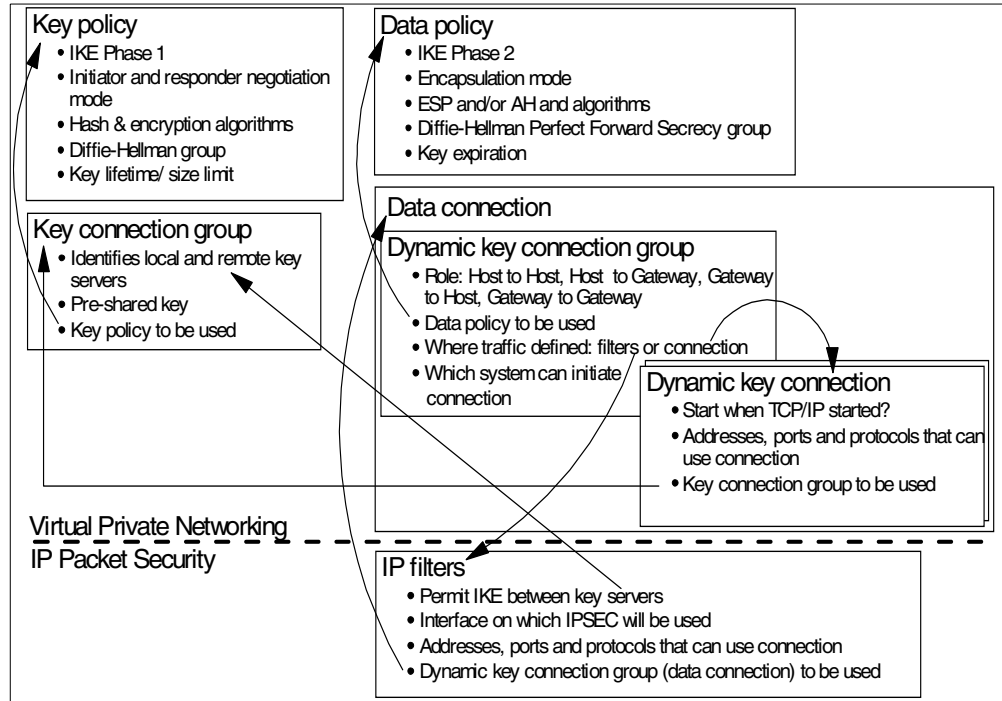 Key policy
• IKE Phase 1
• Initiator and responder negotiation
mode
• Hash & encryption algorithms
• Diffie-Hellman group
• Key lifetime/ size limit
Data policy
• IKE Phase 2
• Encapsulation mode
• ESP and/or AH and algorithms
• Diffie-Hellman Perfect Forward Secrecy group
• Key expiration
Key connection group
• Identifies local and remote key
servers
• Pre-shared key
• Key policy to be used
Data connection
Dynamic key connection group
• Role: Host to Host, Host to Gateway, Gateway
to Host, Gateway to Gateway
• Data policy to be used
• Where traffic defined: filters or connection
• Which system can initiate
connection
Dynamic key connection
• Start when TCP/IP started?
• Addresses, ports and protocols that can
use connection
• Key connection group to be used
Virtual Private Networking
IP Packet Security
IP filters
• Permit IKE between key servers
• Interface on which IPSEC will be used
• Addresses, ports and protocols that can use connection
• Dynamic key connection group (data connection) to be used